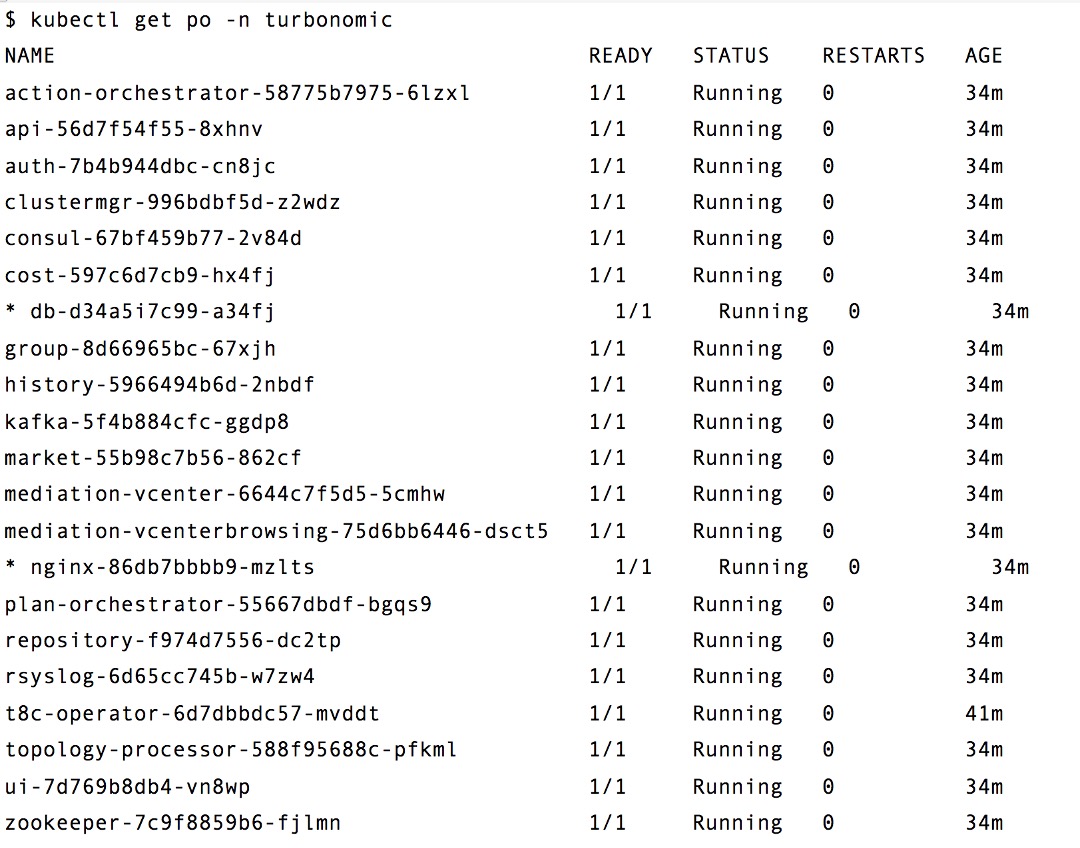 $ kubectl get po -n turbonomic
NAME READY STATUS RESTARTS AGE
action-orchestrator-58775b7975-6lzxl 1/1 Running 0 34m
api-56d7f54f55-8xhnv 1/1 Running 0 34m
auth-7b4b944dbc-cn8jc 1/1 Running 0 34m
clustermgr-996bdbf5d-z2wdz 1/1 Running 0 34m
consul-67bf459b77-2v84d 1/1 Running 0 34m
cost-597c6d7cb9-hx4fj 1/1 Running 0 34m
* db-d34a5i7c99-a34fj 1/1 Running 0 34m
group-8d66965bc-67xjh 1/1 Running 0 34m
history-5966494b6d-2nbdf 1/1 Running 0 34m
kafka-5f4b884cfc-ggdp8 1/1 Running 0 34m
market-55b98c7b56-862cf 1/1 Running 0 34m
mediation-vcenter-6644c7f5d5-5cmhw 1/1 Running 0 34m
mediation-vcenterbrowsing-75d6bb6446-dsct5 1/1 Running 0 34m
* nginx-86db7bbbb9-mzlts 1/1 Running 0 34m
plan-orchestrator-55667dbdf-bgqs9 1/1 Running 0 34m
repository-f974d7556-dc2tp 1/1 Running 0 34m
rsyslog-6d65cc745b-w7zw4 1/1 Running 0 34m
t8c-operator-6d7dbbdc57-mvddt 1/1 Running 0 41m
topology-processor-588f95688c-pfkml 1/1 Running 0 34m
ui-7d769b8db4-vn8wp 1/1 Running 0 34m
zookeeper-7c9f8859b6-fjlmn 1/1 Running 0 34m